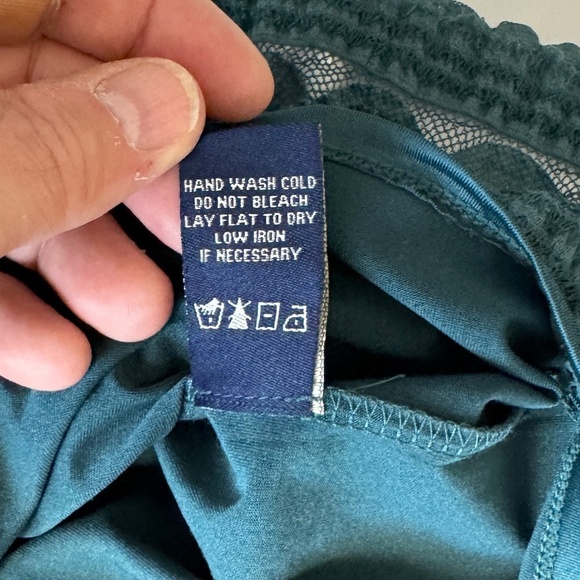 HAND WASH COLD
DO NOT BLEACH
LAY FLAT TO DRY
LOW IRON
IF NECESSARY